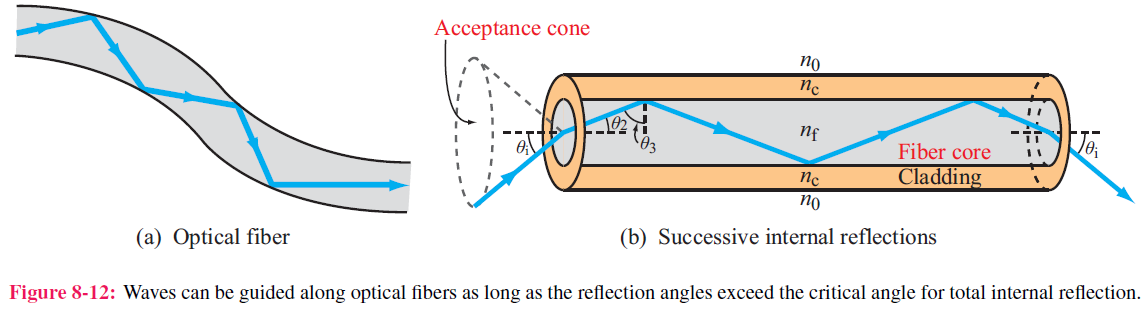 Acceptance cone
n0
nc
θ2
θ3
nf
θi
θi
Fiber core
nc
Cladding
n0
(a) Optical fiber
(b) Successive internal reflections
Figure 8-12: Waves can be guided along optical fibers as long as the reflection angles exceed the critical angle for total internal reflection.